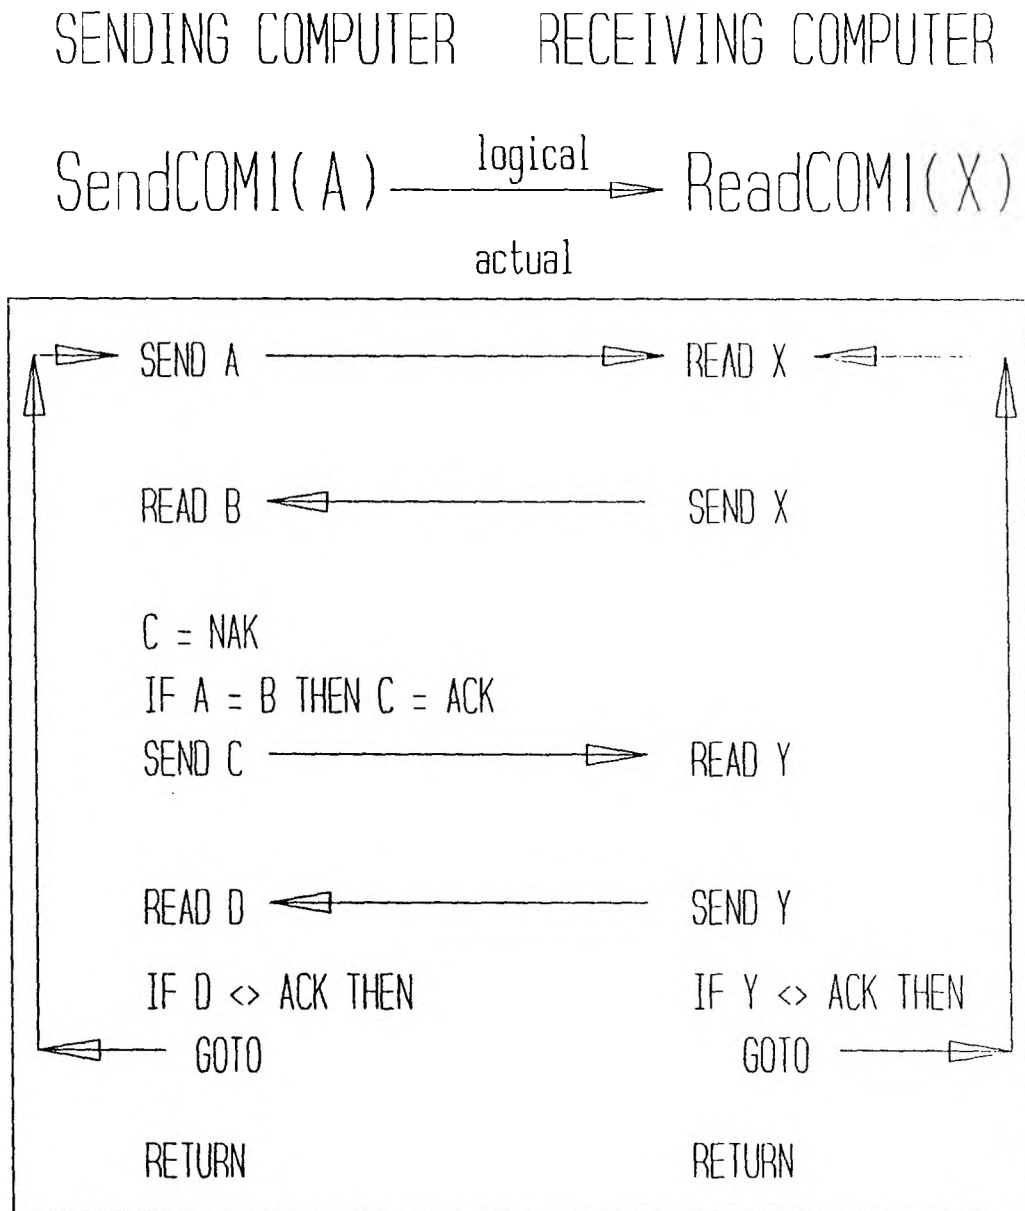 SENDING COMPUTER RECEIVING COMPUTER
SendCOM1(A) logical ReadCOM1(X)
actual
SEND A READ X
READ B SEND X
C = NAK
IF A = B THEN C = ACK
SEND C READ Y
READ D SEND Y
IF D <> ACK THEN IF Y <> ACK THEN
GOTO GOTO
RETURN RETURN